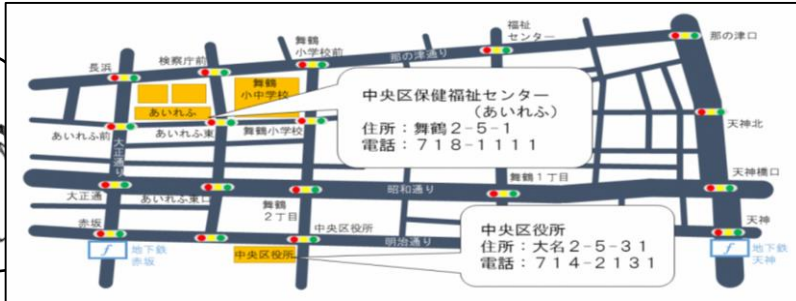 福祉
センター
那の津口
舞鶴
小学校前
検察庁前
那の津通り
長浜
舞鶴
小中学校
中央区保健福祉センター
（あいれふ）
住所：舞鶴２-５-１
電話：７１８-１１１１
あいれふ
あいれふ前
あいれふ東
舞鶴小学校
天神北
大正通り
天神橋口
大正通
あいれふ東口
昭和通り
舞鶴１丁目
舞鶴
２丁目
赤坂
中央区役所
明治通り
天神
中央区役所
住所：大名２-５-３１
電話：７１４-２１３１
地下鉄
赤坂
中央区役所
地下鉄
天神